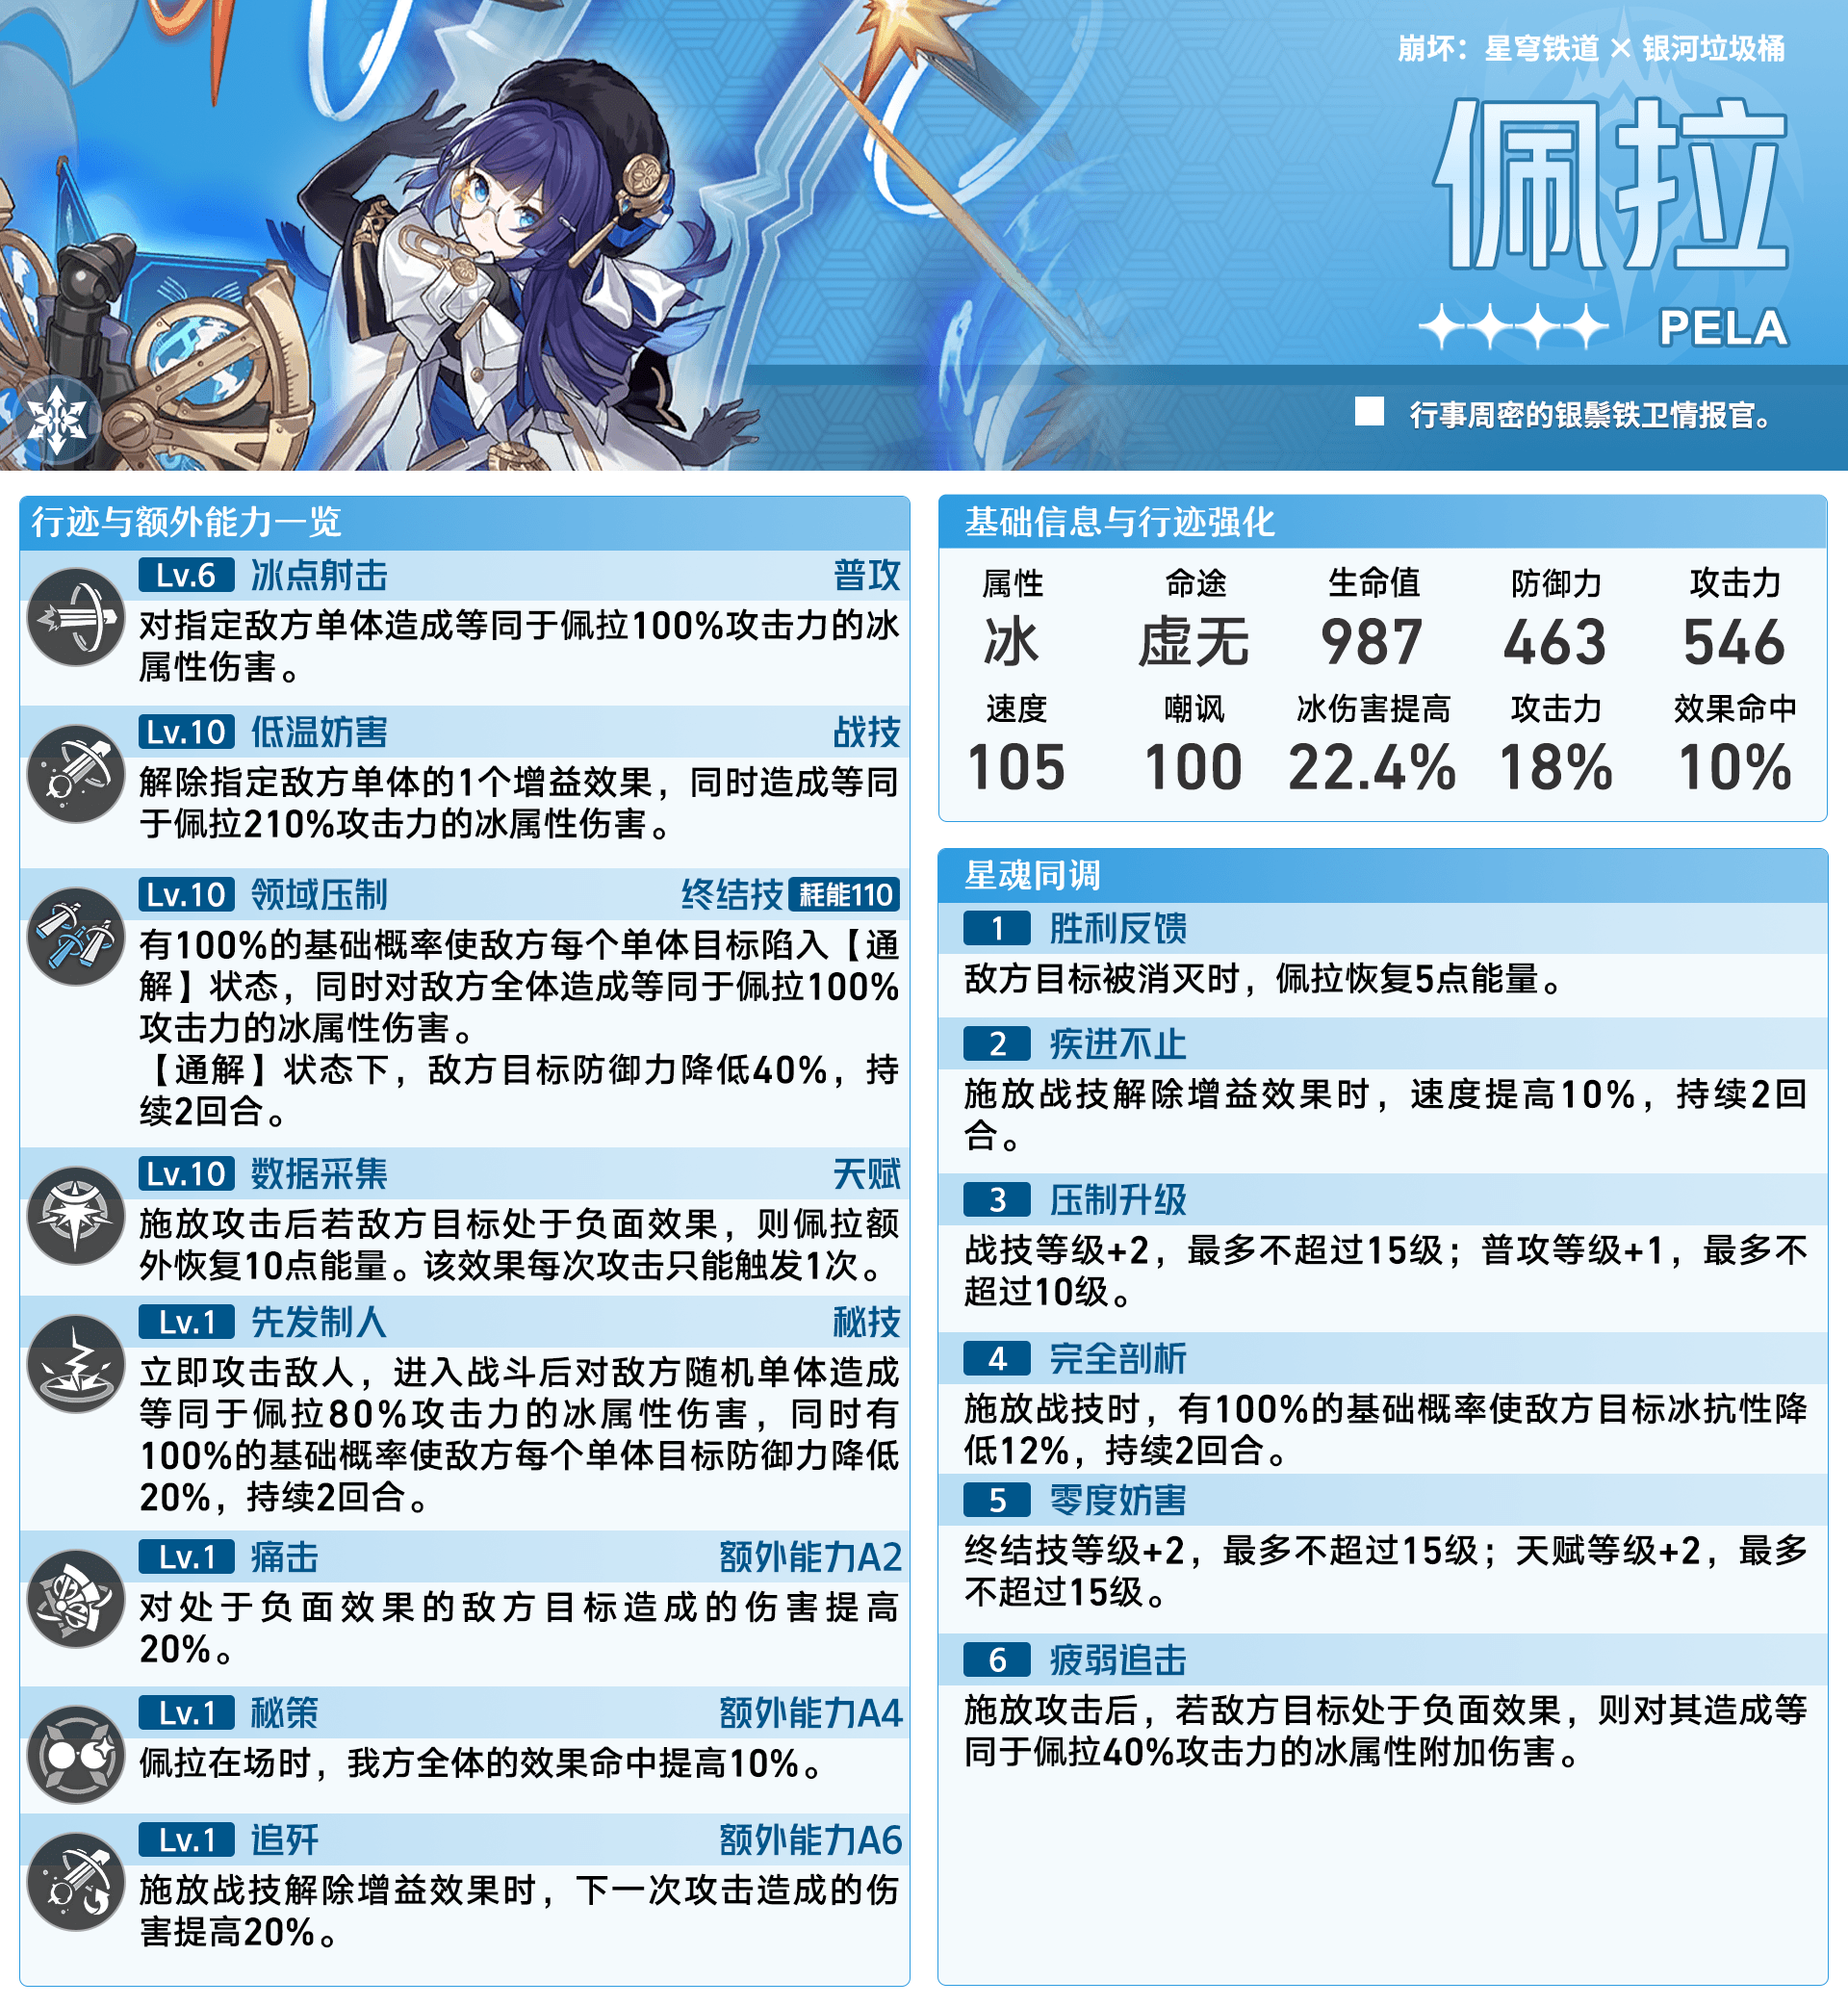 崩坏：星穹铁道 × 银河垃圾桶
佩拉
PELA
行事周密的银鬃铁卫情报官。
行迹与额外能力一览
Lv.6 冰点射击 普攻
对指定敌方单体造成等同于佩拉100%攻击力的冰
属性伤害。
Lv.10 低温妨害 战技
解除指定敌方单体的1个增益效果，同时造成等同
于佩拉210%攻击力的冰属性伤害。
Lv.10 领域压制 终结技 耗能110
有100%的基础概率使敌方每个单体目标陷入【通
解】状态，同时对敌方全体造成等同于佩拉100%
攻击力的冰属性伤害。
【通解】状态下，敌方目标防御力降低40%，持
续2回合。
Lv.10 数据采集 天赋
施放攻击后若敌方目标处于负面效果，则佩拉额
外恢复10点能量。该效果每次攻击只能触发1次。
Lv.1 先发制人 秘技
立即攻击敌人，进入战斗后对敌方随机单体造成
等同于佩拉80%攻击力的冰属性伤害，同时有
100%的基础概率使敌方每个单体目标防御力降低
20%，持续2回合。
Lv.1 痛击 额外能力A2
对处于负面效果的敌方目标造成的伤害提高
20%。
Lv.1 秘策 额外能力A4
佩拉在场时，我方全体的效果命中提高10%。
Lv.1 追歼 额外能力A6
施放战技解除增益效果时，下一次攻击造成的伤
害提高20%。
基础信息与行迹强化
属性 命途 生命值 防御力 攻击力
冰 虚无 987 463 546
速度 嘲讽 冰伤害提高 攻击力 效果命中
105 100 22.4% 18% 10%
星魂同调
1 胜利反馈
敌方目标被消灭时，佩拉恢复5点能量。
2 疾进不止
施放战技解除增益效果时，速度提高10%，持续2回
合。
3 压制升级
战技等级+2，最多不超过15级；普攻等级+1，最多不
超过10级。
4 完全剖析
施放战技时，有100%的基础概率使敌方目标冰抗性降
低12%，持续2回合。
5 零度妨害
终结技等级+2，最多不超过15级；天赋等级+2，最多
不超过15级。
6 疲弱追击
施放攻击后，若敌方目标处于负面效果，则对其造成等
同于佩拉40%攻击力的冰属性附加伤害。